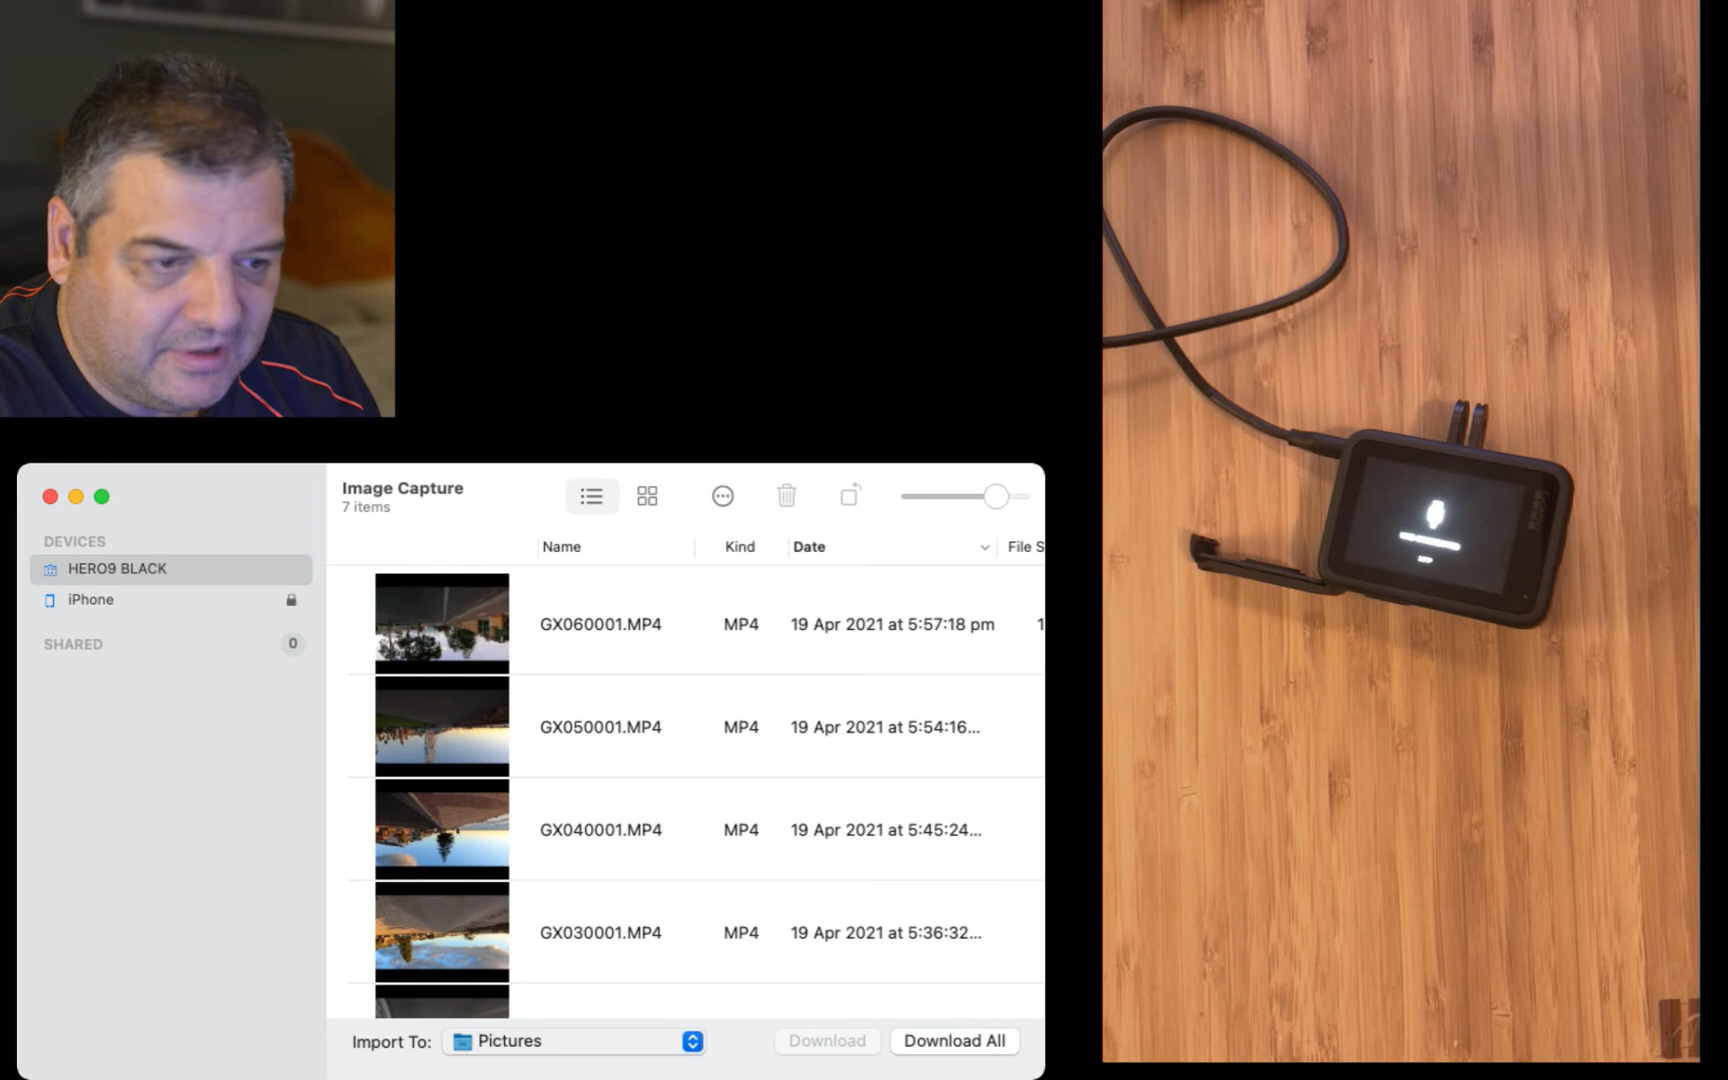 Image Capture
7 items
DEVICES
HERO9 BLACK
iPhone
SHARED
0
Name Kind Date File S
GX060001.MP4 MP4 19 Apr 2021 at 5:57:18 pm 1
GX050001.MP4 MP4 19 Apr 2021 at 5:54:16...
GX040001.MP4 MP4 19 Apr 2021 at 5:45:24...
GX030001.MP4 MP4 19 Apr 2021 at 5:36:32...
Import To: Pictures Download Download All